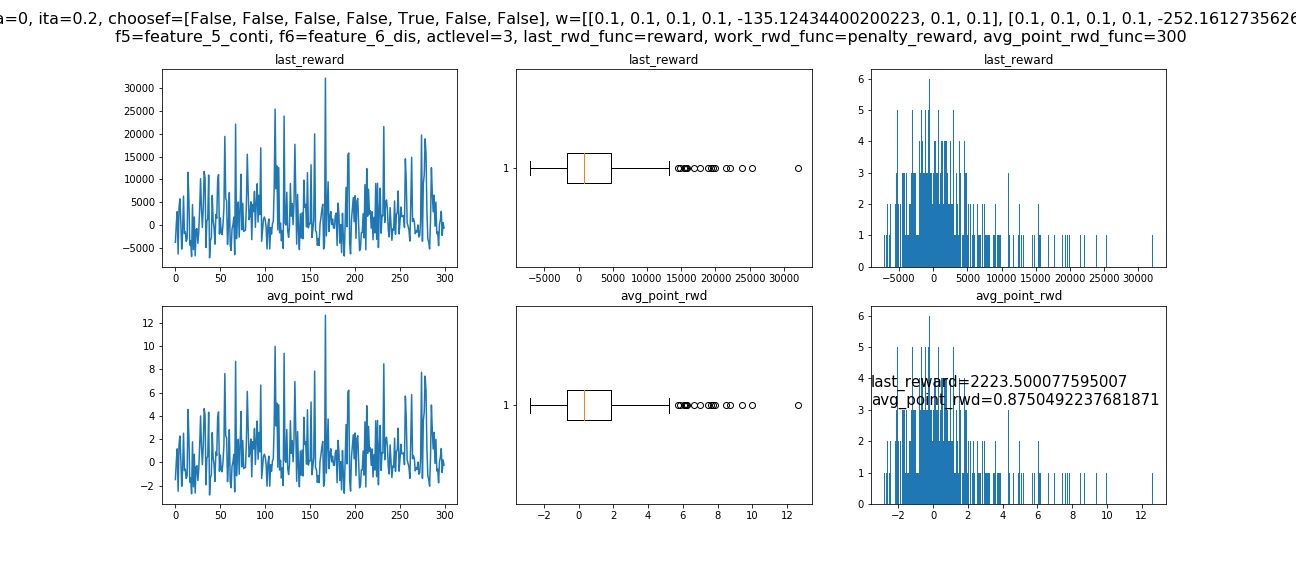 a=0, ita=0.2, choosef=[False, False, False, False, True, False, False], w=[[0.1, 0.1, 0.1, 0.1, -135.12434400200223, 0.1, 0.1], [0.1, 0.1, 0.1, 0.1, -252.1612735626
f5=feature_5_conti, f6=feature_6_dis, actlevel=3, last_rwd_func=reward, work_rwd_func=penalty_reward, avg_point_rwd_func=300
last_reward
30000
25000
20000
15000
10000
5000
0
−5000
0 50 100 150 200 250 300
last_reward
1
−5000 0 5000 10000 15000 20000 25000 30000
last_reward
6
5
4
3
2
1
0
−5000 0 5000 10000 15000 20000 25000 30000
avg_point_rwd
12
10
8
6
4
2
0
−2
0 50 100 150 200 250 300
avg_point_rwd
1
−2 0 2 4 6 8 10 12
avg_point_rwd
6
5
4
3
2
1
0
last_reward=2223.500077595007
avg_point_rwd=0.8750492237681871
−2 0 2 4 6 8 10 12